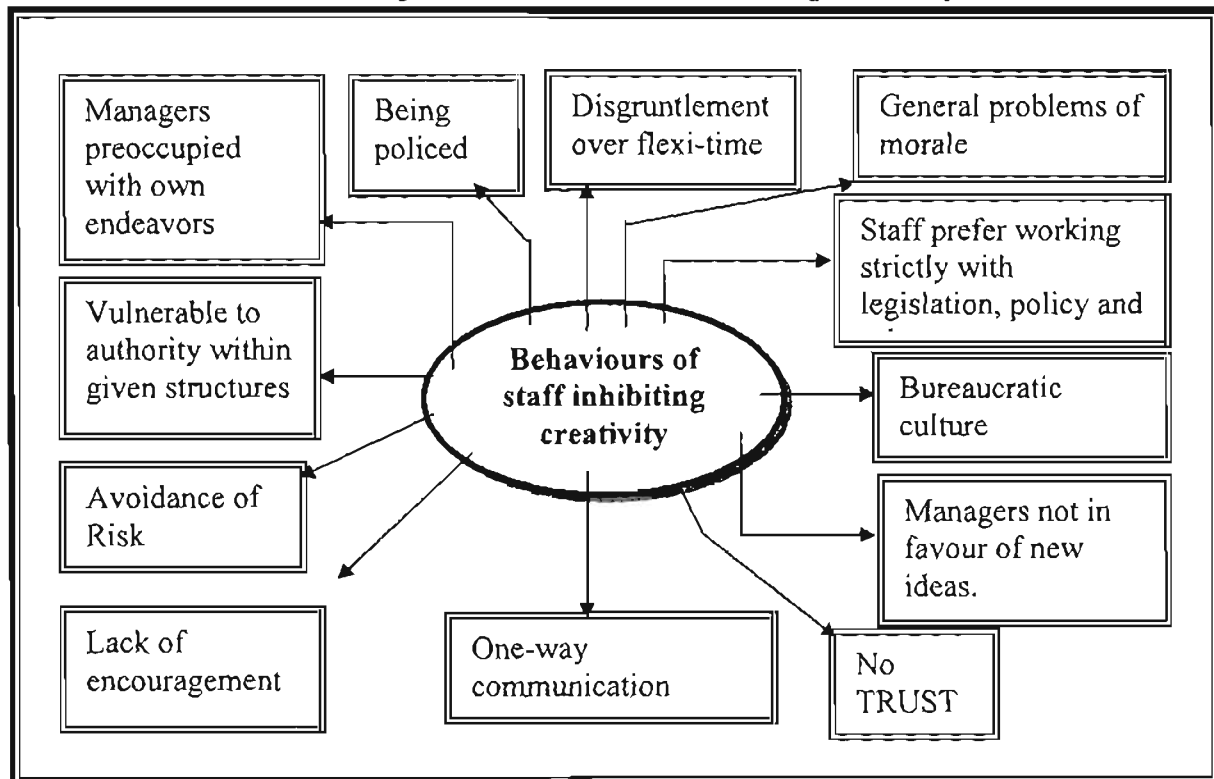 Managers
preoccupied
with own
endeavors
Being
policed
Disgruntlement
over flexi-time
General problems of
morale
Staff prefer working
strictly with
legislation, policy and
Vulnerable to
authority within
given structures
Behaviours of
staff inhibiting
creativity
Bureaucratic
culture
Avoidance of
Risk
Managers not in
favour of new
ideas.
Lack of
encouragement
One-way
communication
No
TRUST